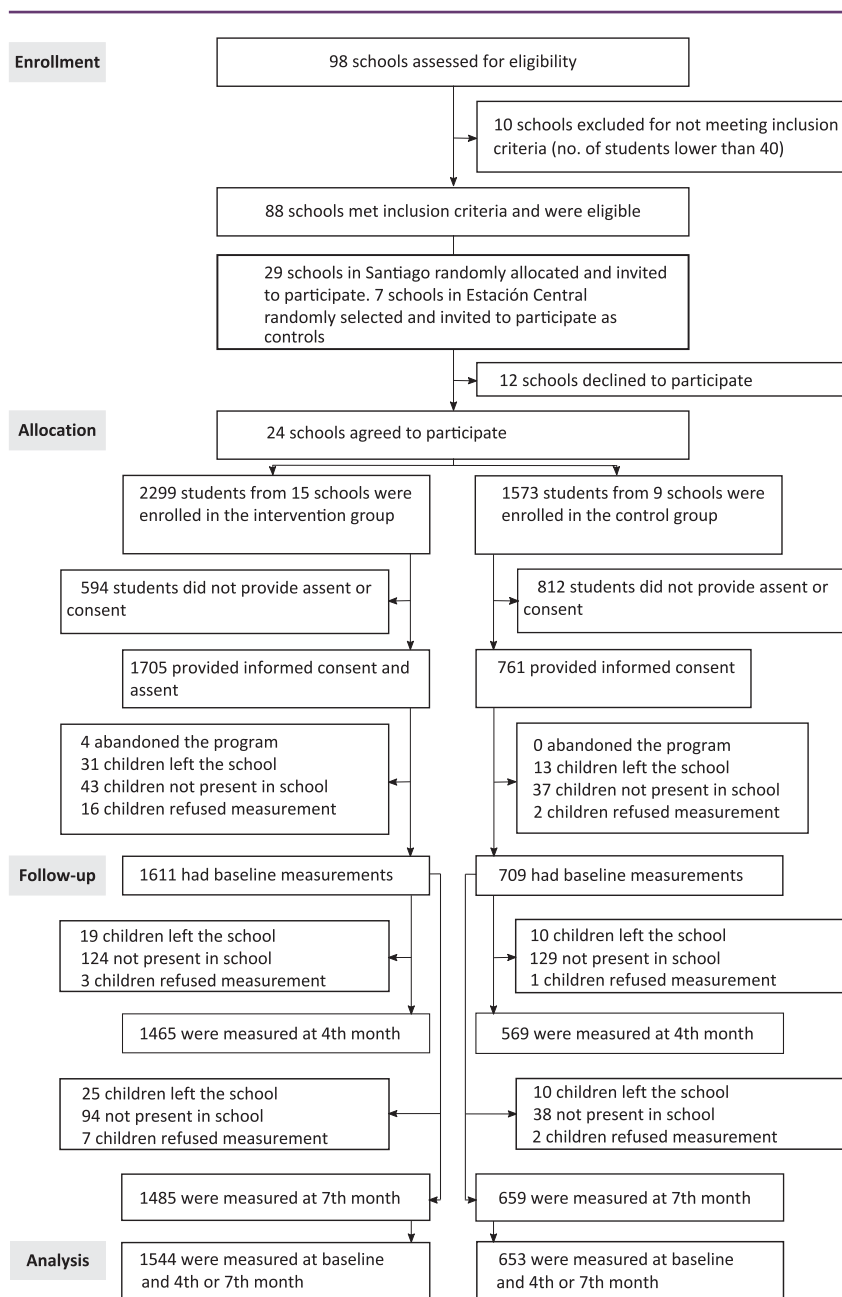 Enrollment
98 schools assessed for eligibility
10 schools excluded for not meeting inclusion
criteria (no. of students lower than 40)
88 schools met inclusion criteria and were eligible
29 schools in Santiago randomly allocated and invited
to participate. 7 schools in Estación Central
randomly selected and invited to participate as
controls
12 schools declined to participate
Allocation
24 schools agreed to participate
2299 students from 15 schools were
enrolled in the intervention group
1573 students from 9 schools were
enrolled in the control group
594 students did not provide assent or
consent
812 students did not provide assent or
consent
1705 provided informed consent and
assent
761 provided informed consent
4 abandoned the program
31 children left the school
43 children not present in school
16 children refused measurement
0 abandoned the program
13 children left the school
37 children not present in school
2 children refused measurement
Follow-up
1611 had baseline measurements
709 had baseline measurements
19 children left the school
124 not present in school
3 children refused measurement
10 children left the school
129 not present in school
1 children refused measurement
1465 were measured at 4th month
569 were measured at 4th month
25 children left the school
94 not present in school
7 children refused measurement
10 children left the school
38 not present in school
2 children refused measurement
1485 were measured at 7th month
659 were measured at 7th month
Analysis
1544 were measured at baseline
and 4th or 7th month
653 were measured at baseline
and 4th or 7th month